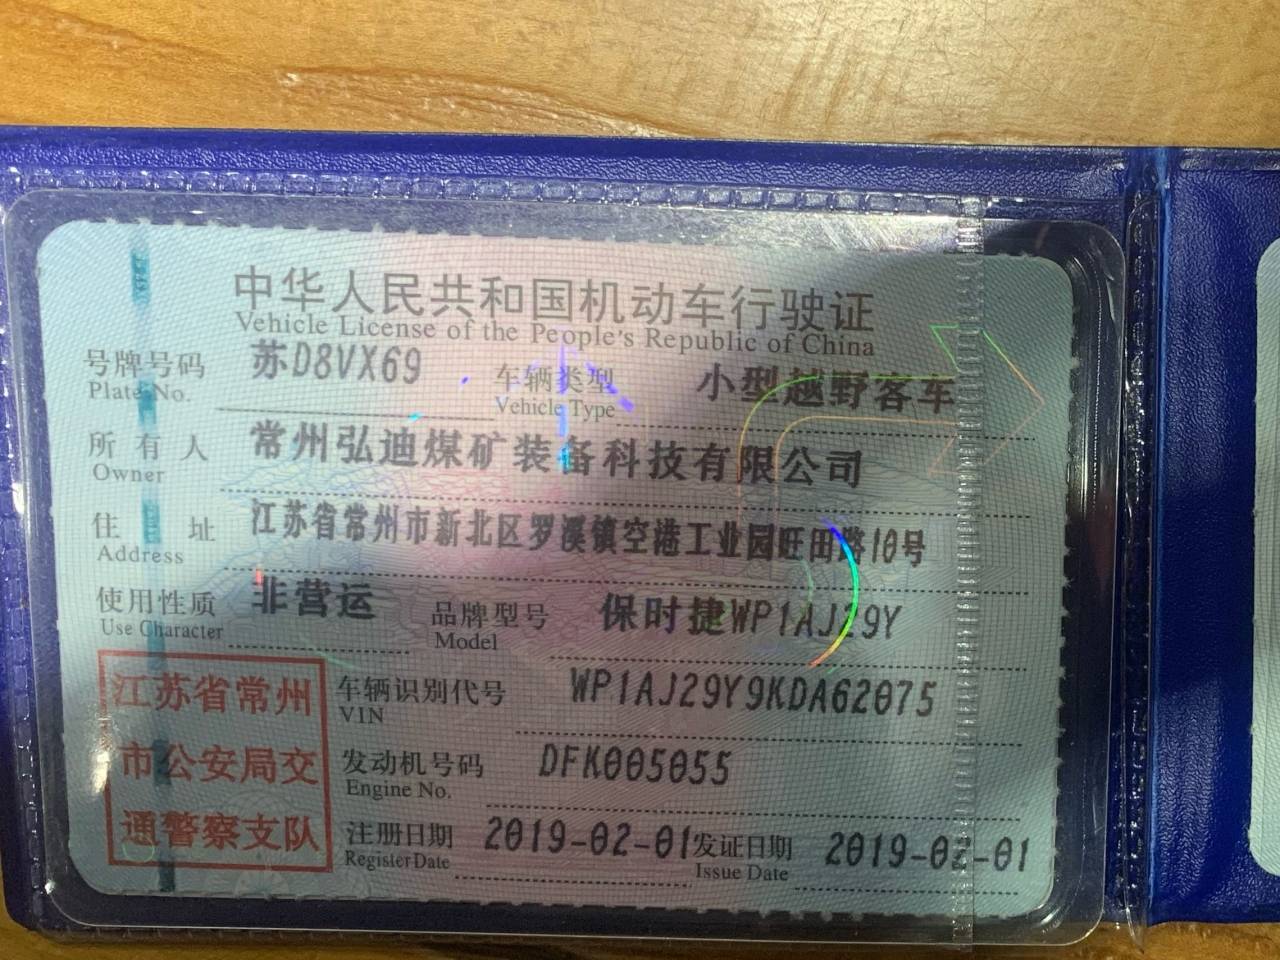 中华人民共和国机动车行驶证
Vehicle License of the People's Republic of China
号牌号码 苏D8VX69 车辆类型 小型越野客车
Plate No. Vehicle Type
所有人 常州弘迪煤矿装备科技有限公司
Owner
住址 江苏省常州市新北区罗溪镇空港工业园旺田路10号
Address
使用性质 非营运 品牌型号 保时捷WP1AJ29Y
Use Character Model
江苏省常州
市公安局交
通警察支队
车辆识别代号 WP1AJ29Y9KDA62075
VIN
发动机号码 DFK005055
Engine No.
注册日期 2019-02-01 发证日期 2019-02-01
Register Date Issue Date